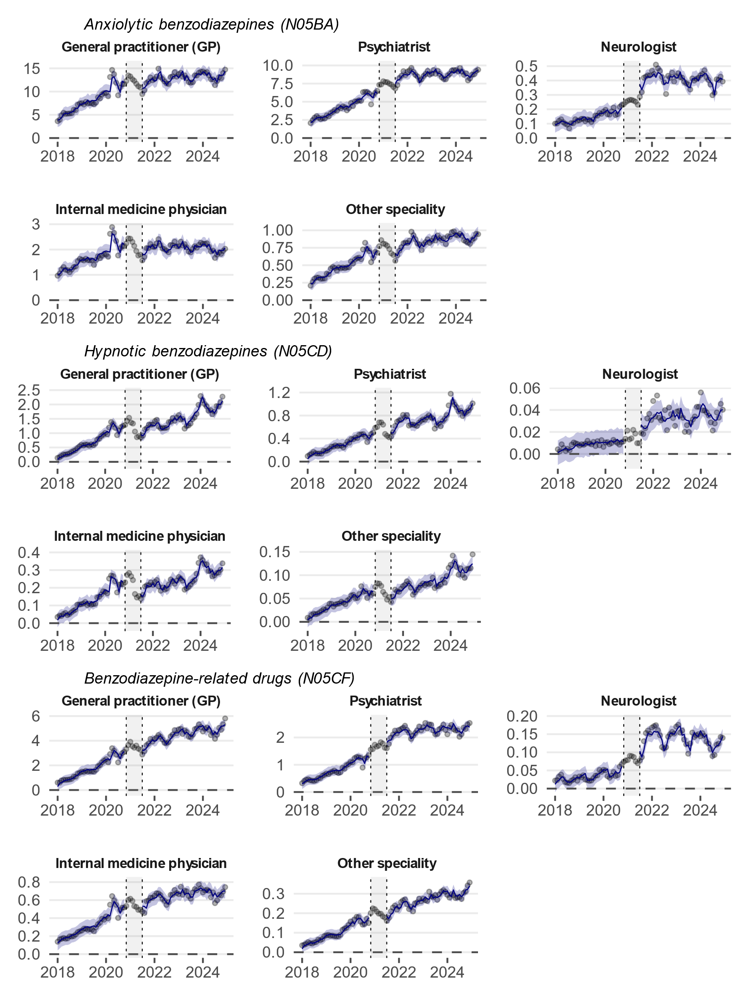 Anxiolytic benzodiazepines (N05BA)
General practitioner (GP)
15
10
5
0
2018 2020 2022 2024
Psychiatrist
10.0
7.5
5.0
2.5
0.0
2018 2020 2022 2024
Neurologist
0.5
0.4
0.3
0.2
0.1
0.0
2018 2020 2022 2024
Internal medicine physician
3
2
1
0
2018 2020 2022 2024
Other speciality
1.00
0.75
0.50
0.25
0.00
2018 2020 2022 2024
Hypnotic benzodiazepines (N05CD)
General practitioner (GP)
2.5
2.0
1.5
1.0
0.5
0.0
2018 2020 2022 2024
Psychiatrist
1.2
0.8
0.4
0.0
2018 2020 2022 2024
Neurologist
0.06
0.04
0.02
0.00
2018 2020 2022 2024
Internal medicine physician
0.4
0.3
0.2
0.1
0.0
2018 2020 2022 2024
Other speciality
0.15
0.10
0.05
0.00
2018 2020 2022 2024
Benzodiazepine-related drugs (N05CF)
General practitioner (GP)
6
4
2
0
2018 2020 2022 2024
Psychiatrist
2
1
0
2018 2020 2022 2024
Neurologist
0.20
0.15
0.10
0.05
0.00
2018 2020 2022 2024
Internal medicine physician
0.8
0.6
0.4
0.2
0.0
2018 2020 2022 2024
Other speciality
0.3
0.2
0.1
0.0
2018 2020 2022 2024